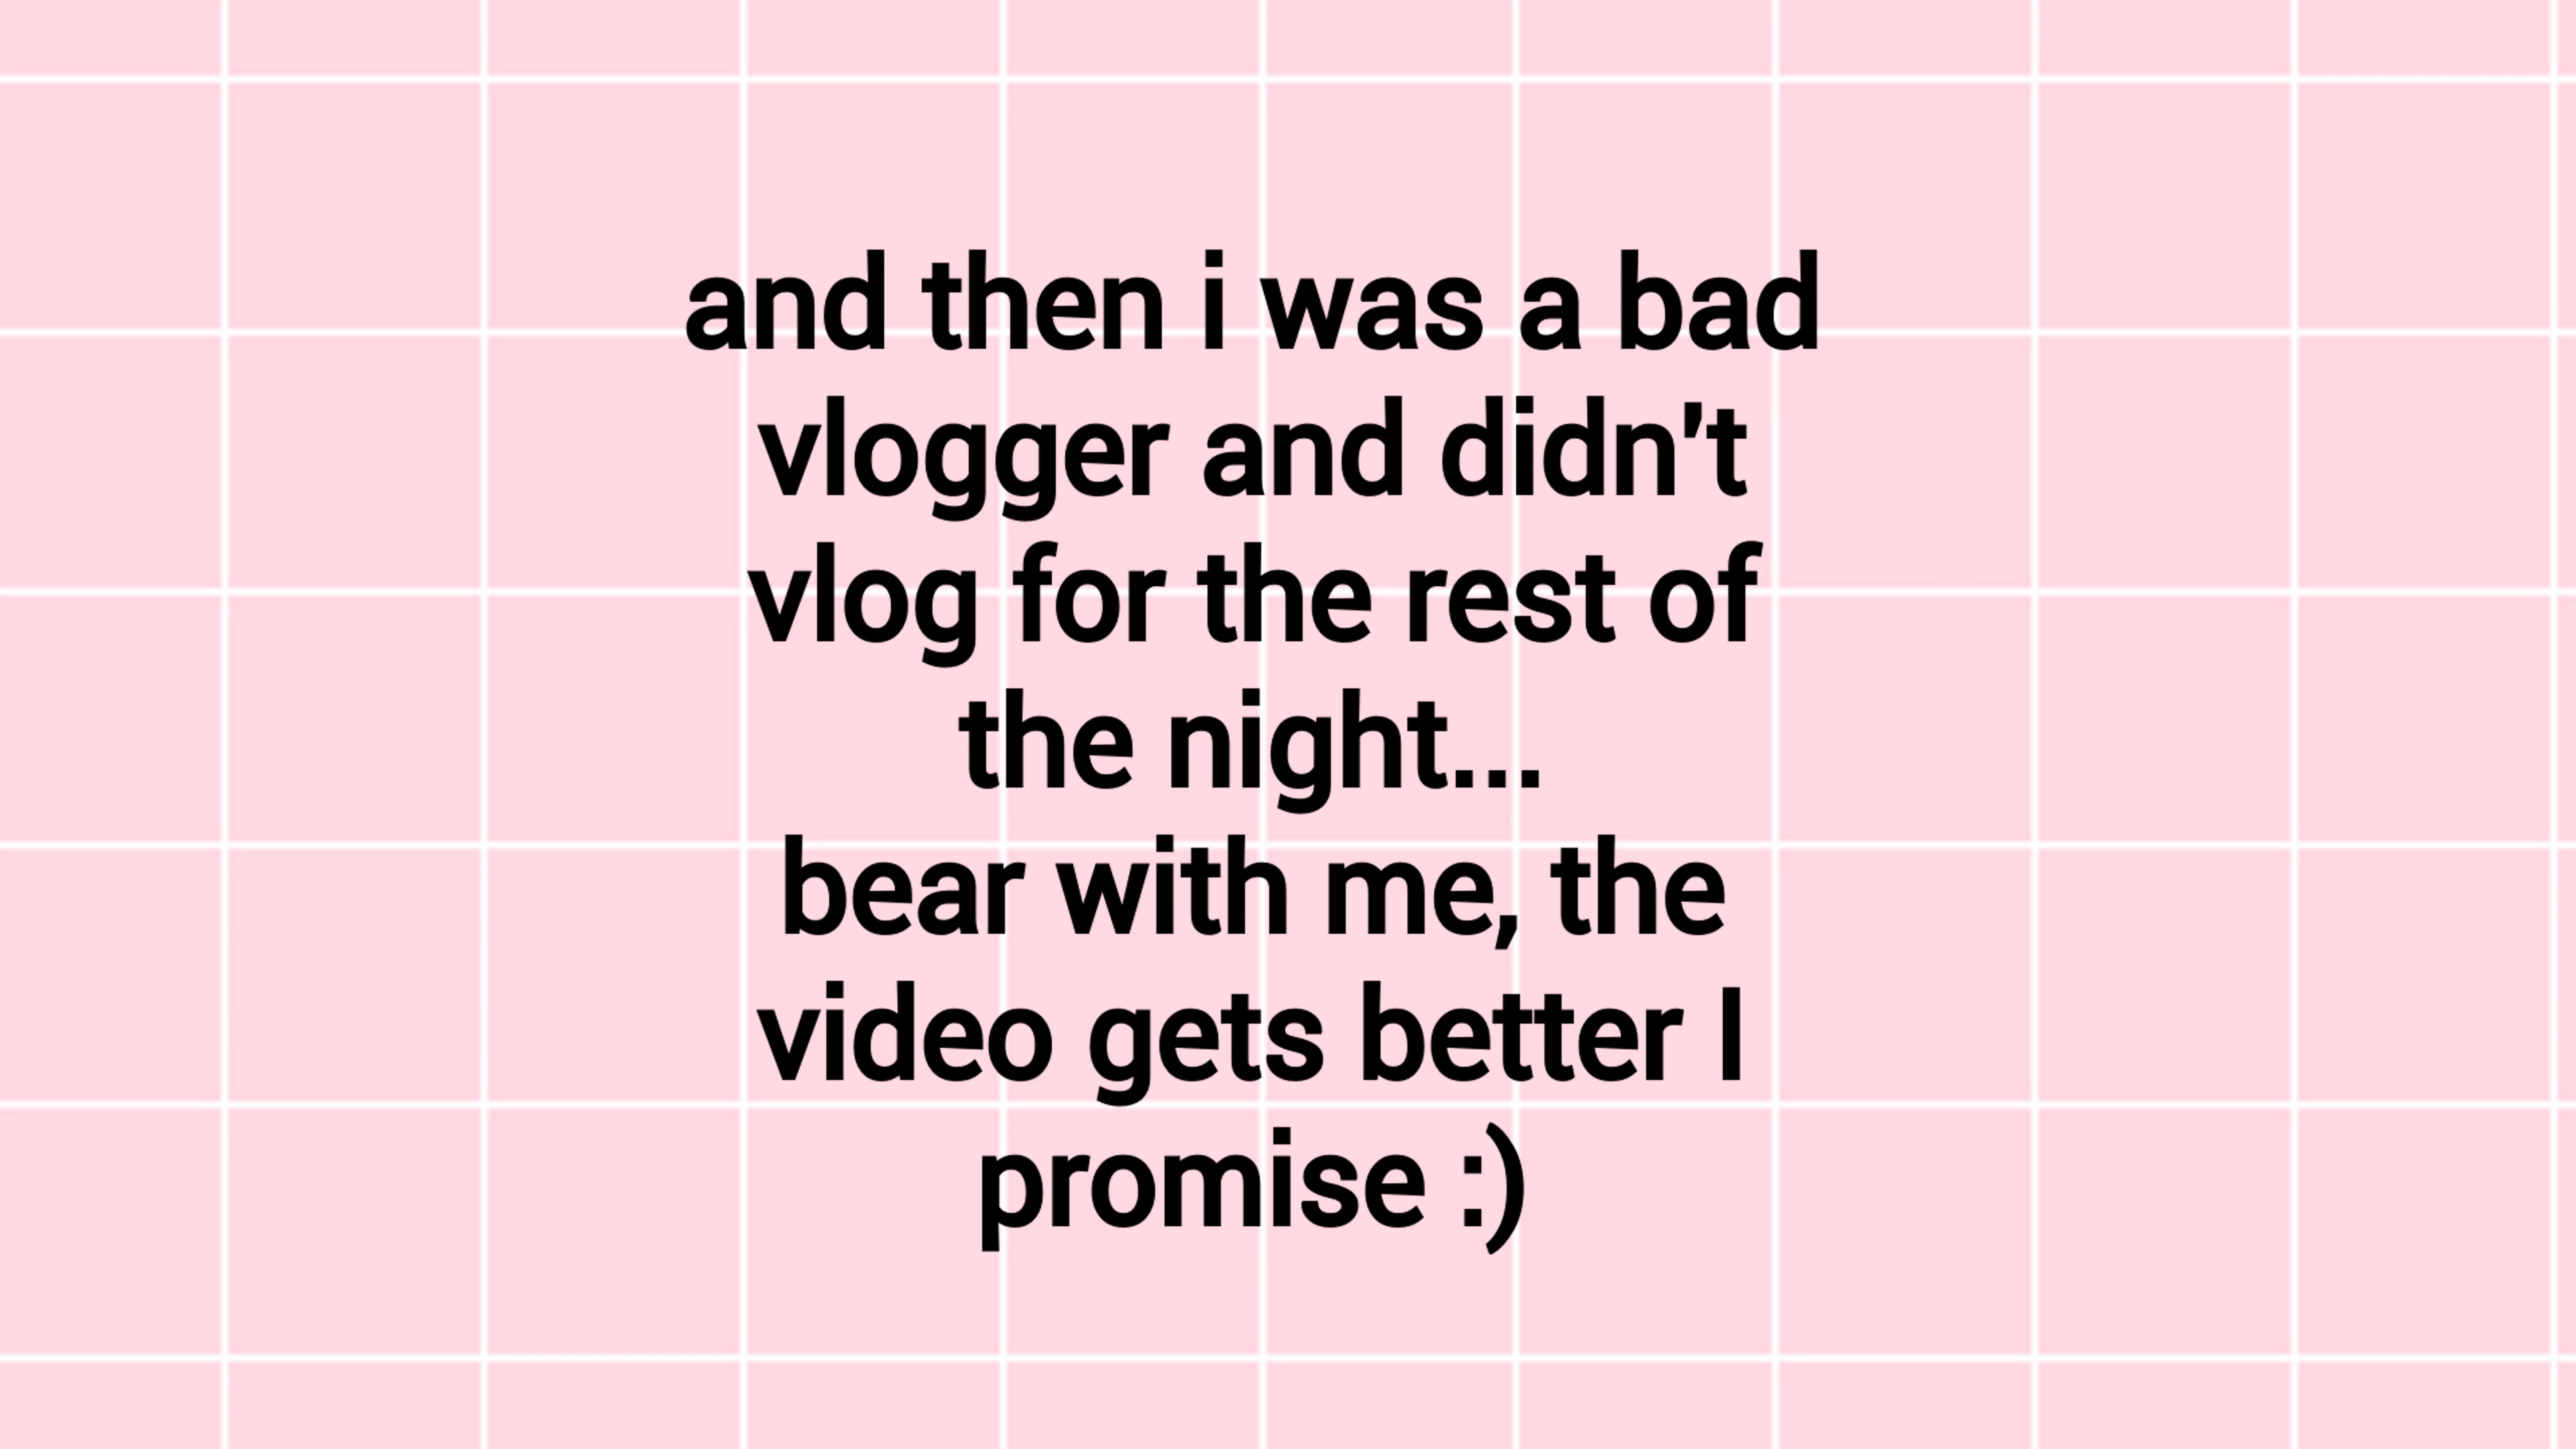 and then i was a bad
vlogger and didn't
vlog for the rest of
the night...
bear with me, the
video gets better I
promise :)